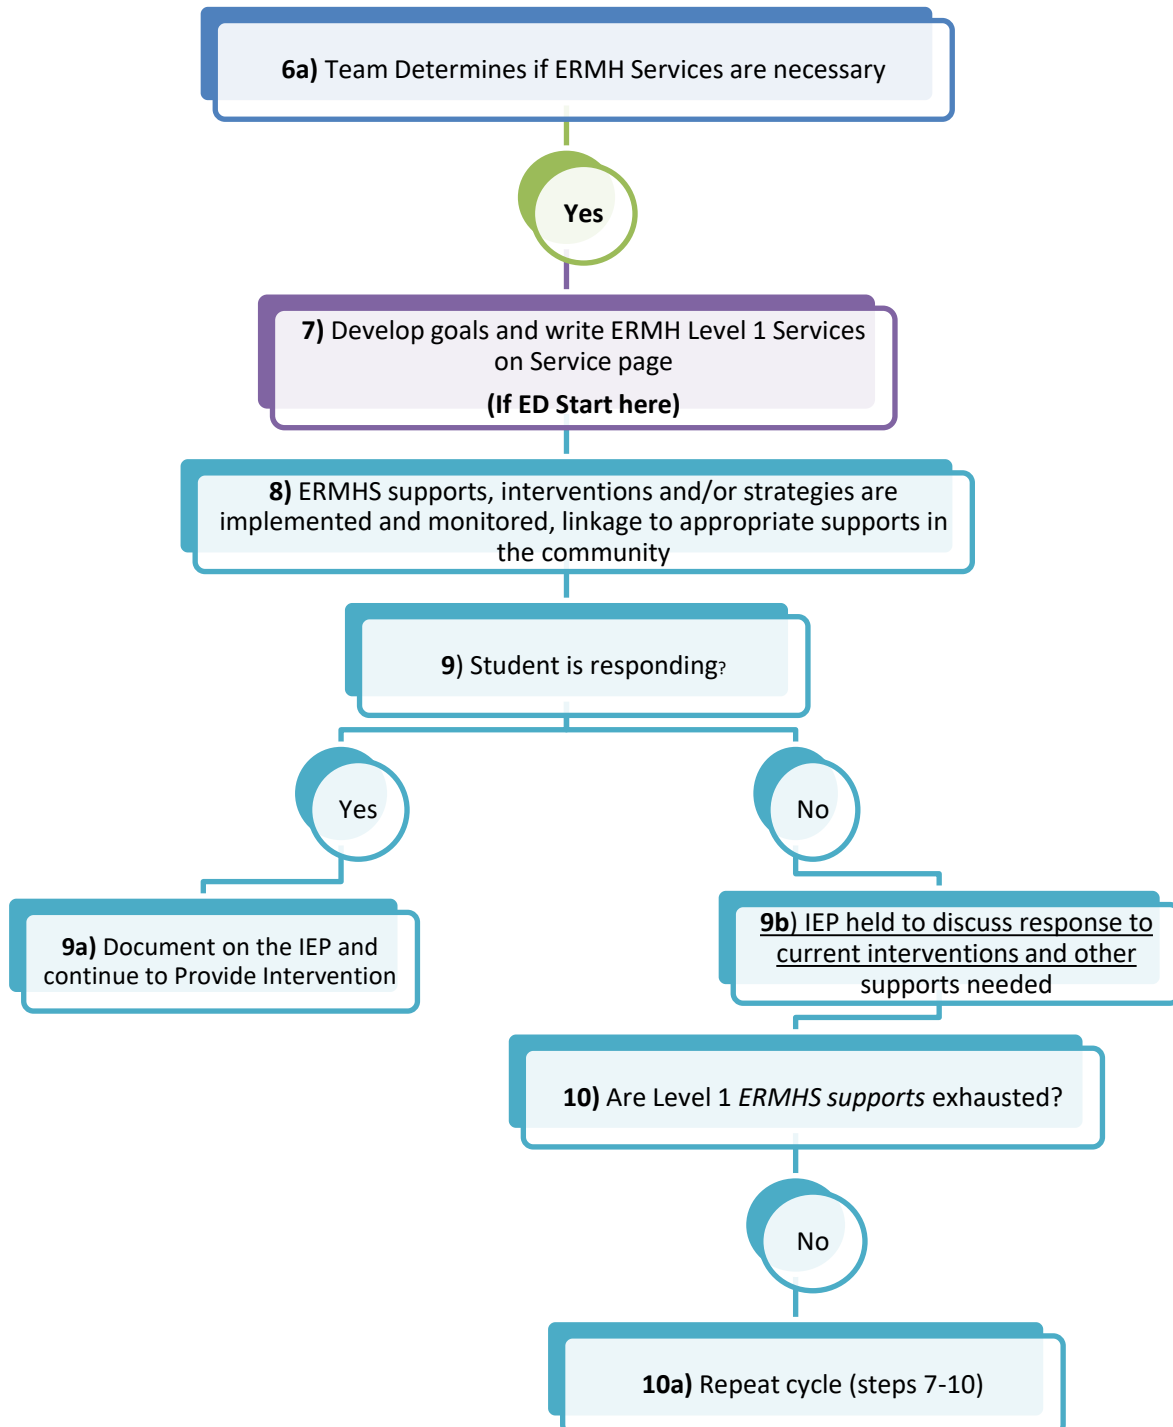 6a) Team Determines if ERMH Services are necessary
Yes
7) Develop goals and write ERMH Level 1 Services
on Service page
(If ED Start here)
8) ERMHS supports, interventions and/or strategies are
implemented and monitored, linkage to appropriate supports in
the community
9) Student is responding?
Yes
No
9a) Document on the IEP and
continue to Provide Intervention
9b) IEP held to discuss response to
current interventions and other
supports needed
10) Are Level 1 ERMHS supports exhausted?
No
10a) Repeat cycle (steps 7-10)